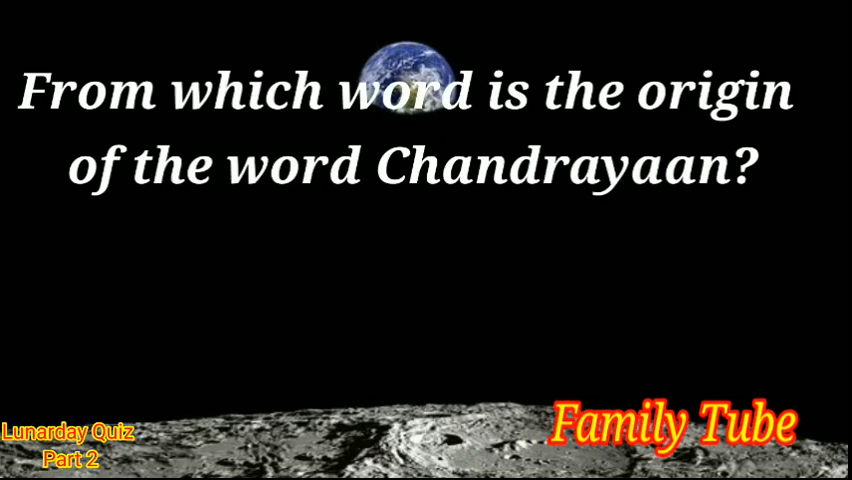 From which word is the origin
of the word Chandrayaan?
Lunarday Quiz
Part 2
Family Tube